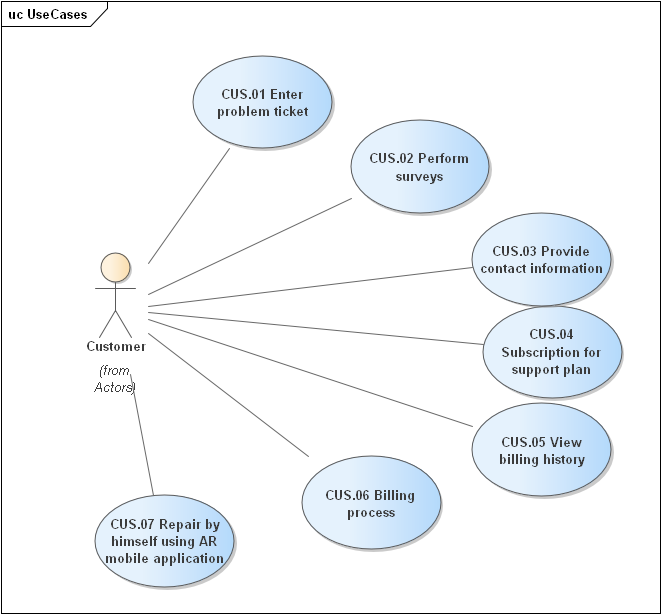 uc UseCases
CUS.01 Enter
problem ticket
CUS.02 Perform
surveys
CUS.03 Provide
contact information
CUS.04
Subscription for
support plan
Customer
(from
Actors)
CUS.05 View
billing history
CUS.06 Billing
process
CUS.07 Repair by
himself using AR
mobile application